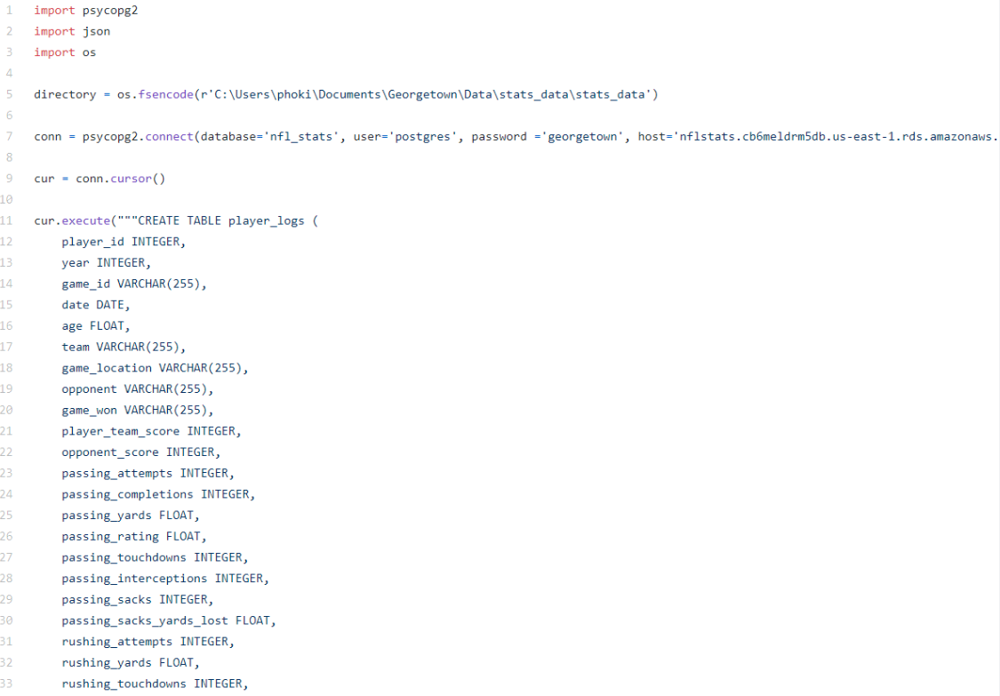 1 import psycopg2
2 import json
3 import os
4
5 directory = os.fsencode(r'C:\Users\phoki\Documents\Georgetown\Data\stats_data\stats_data')
6
7 conn = psycopg2.connect(database='nfl_stats', user='postgres', password ='georgetown', host='nflstats.cb6meldrm5db.us-east-1.rds.amazonaws.
8
9 cur = conn.cursor()
10
11 cur.execute("""CREATE TABLE player_logs (
12     player_id INTEGER,
13     year INTEGER,
14     game_id VARCHAR(255),
15     date DATE,
16     age FLOAT,
17     team VARCHAR(255),
18     game_location VARCHAR(255),
19     opponent VARCHAR(255),
20     game_won VARCHAR(255),
21     player_team_score INTEGER,
22     opponent_score INTEGER,
23     passing_attempts INTEGER,
24     passing_completions INTEGER,
25     passing_yards FLOAT,
26     passing_rating FLOAT,
27     passing_touchdowns INTEGER,
28     passing_interceptions INTEGER,
29     passing_sacks INTEGER,
30     passing_sacks_yards_lost FLOAT,
31     rushing_attempts INTEGER,
32     rushing_yards FLOAT,
33     rushing_touchdowns INTEGER,